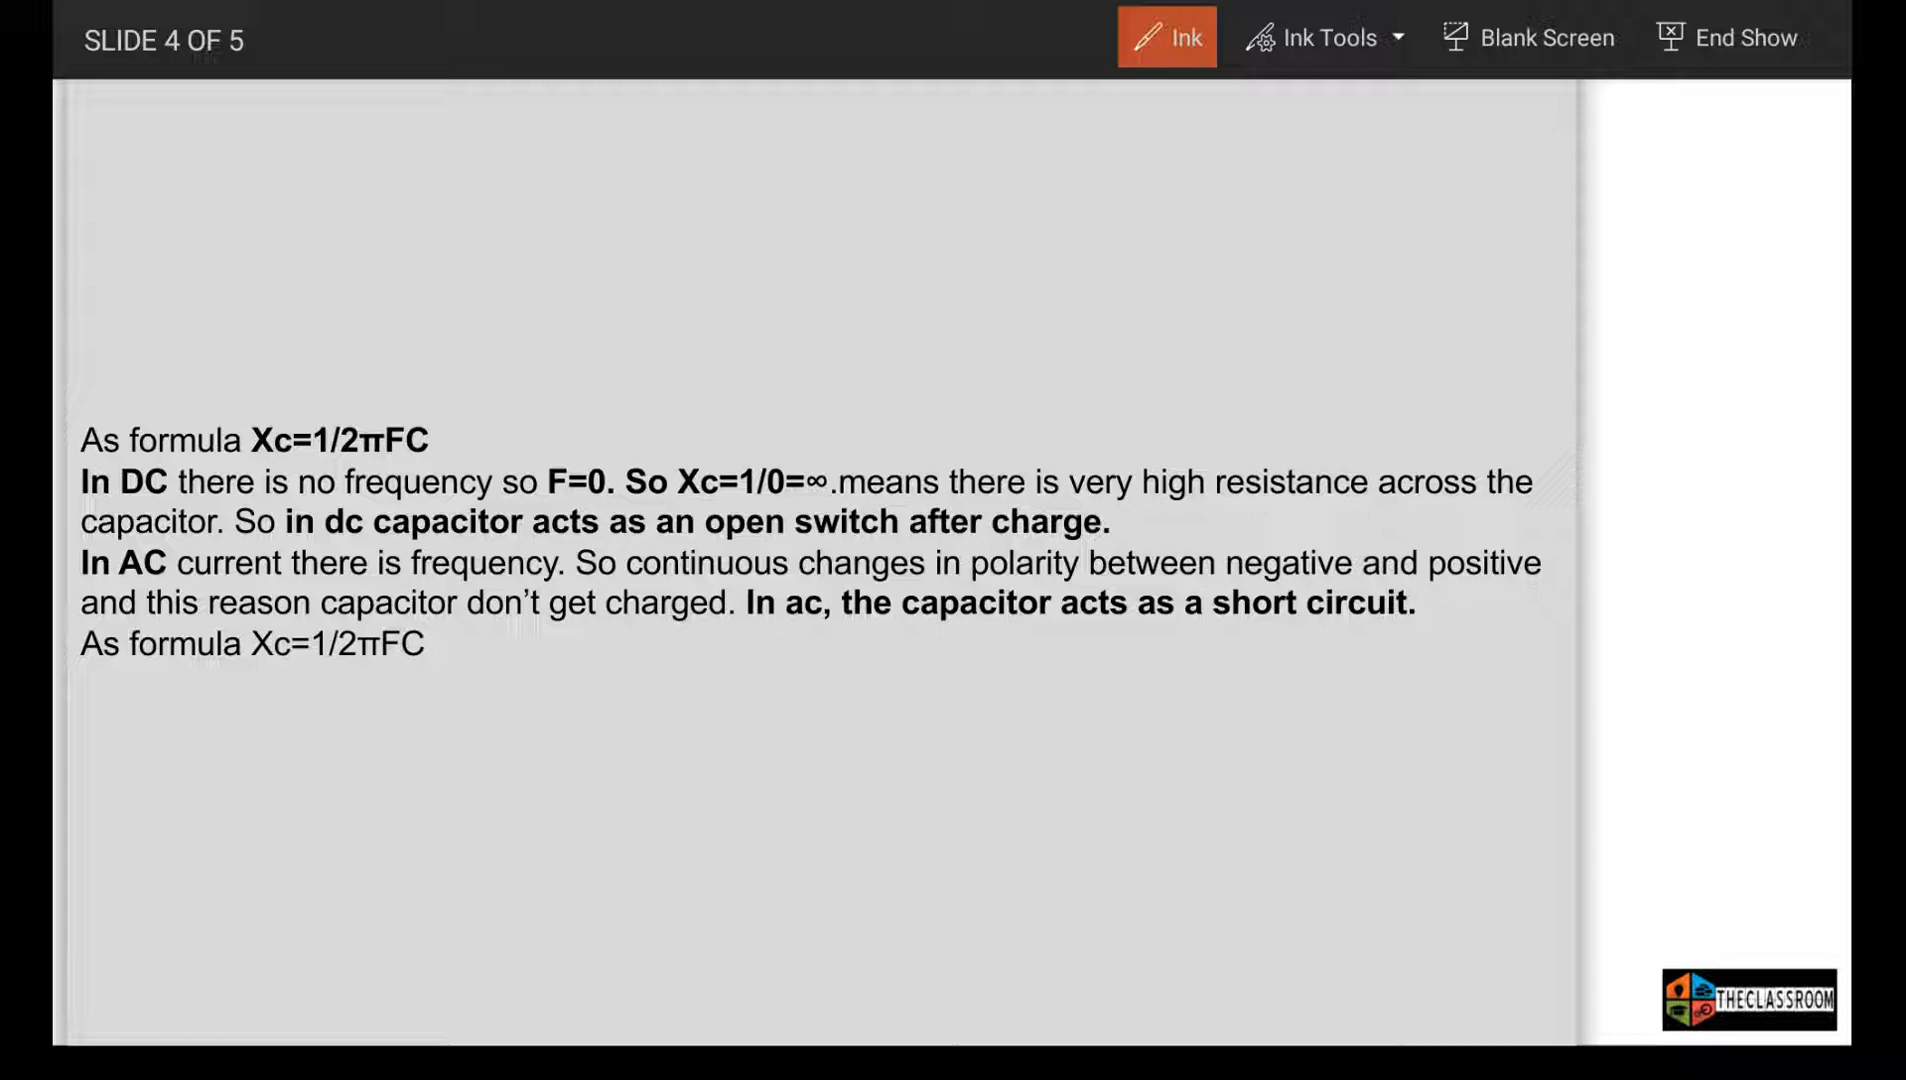 SLIDE 4 OF 5
Ink
Ink Tools
Blank Screen
End Show
As formula Xc=1/2πFC
In DC there is no frequency so F=0. So Xc=1/0=∞.means there is very high resistance across the
capacitor. So in dc capacitor acts as an open switch after charge.
In AC current there is frequency. So continuous changes in polarity between negative and positive
and this reason capacitor don’t get charged. In ac, the capacitor acts as a short circuit.
As formula Xc=1/2πFC
THECLASSROOM